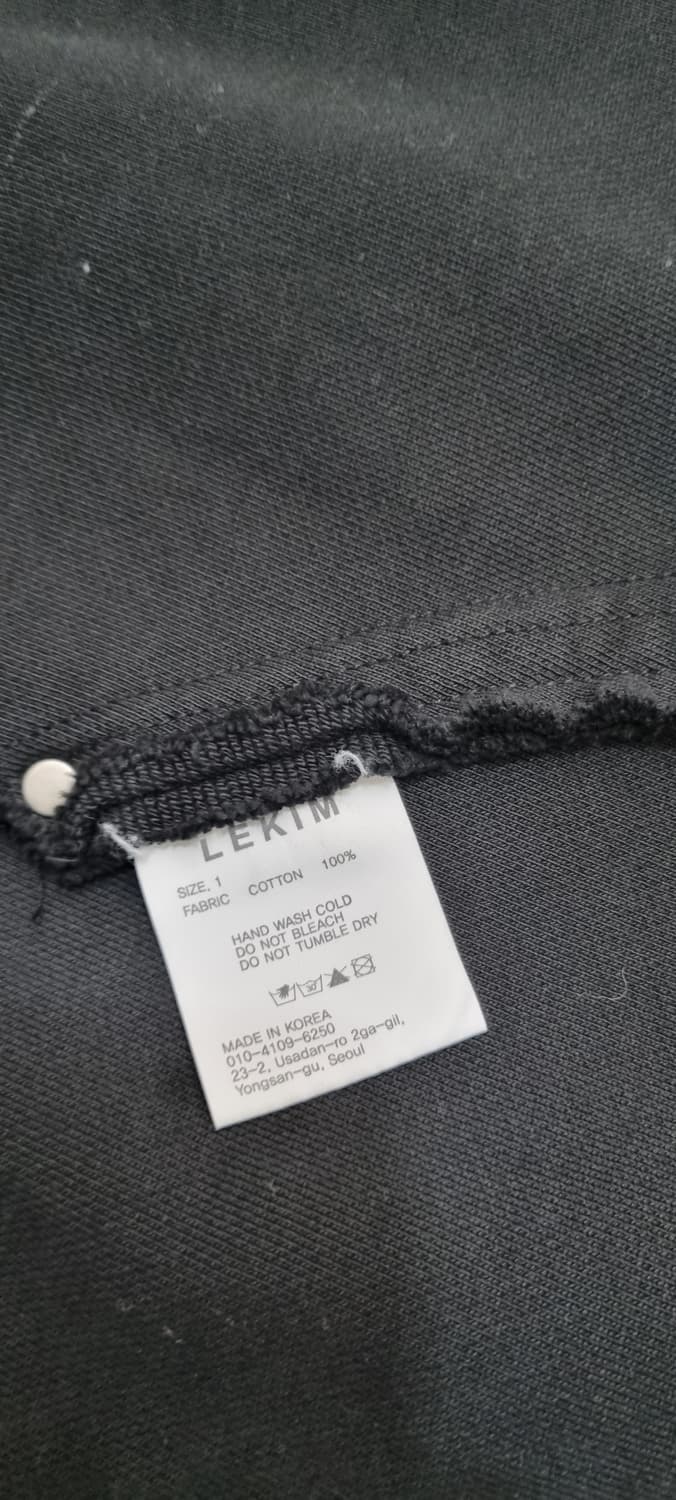 LEKIM
SIZE. 1
FABRIC COTTON 100%
HAND WASH COLD
DO NOT BLEACH
DO NOT TUMBLE DRY
30
MADE IN KOREA
010-4109-6250
23-2, Usadan-ro 2ga-gil,
Yongsan-gu, Seoul